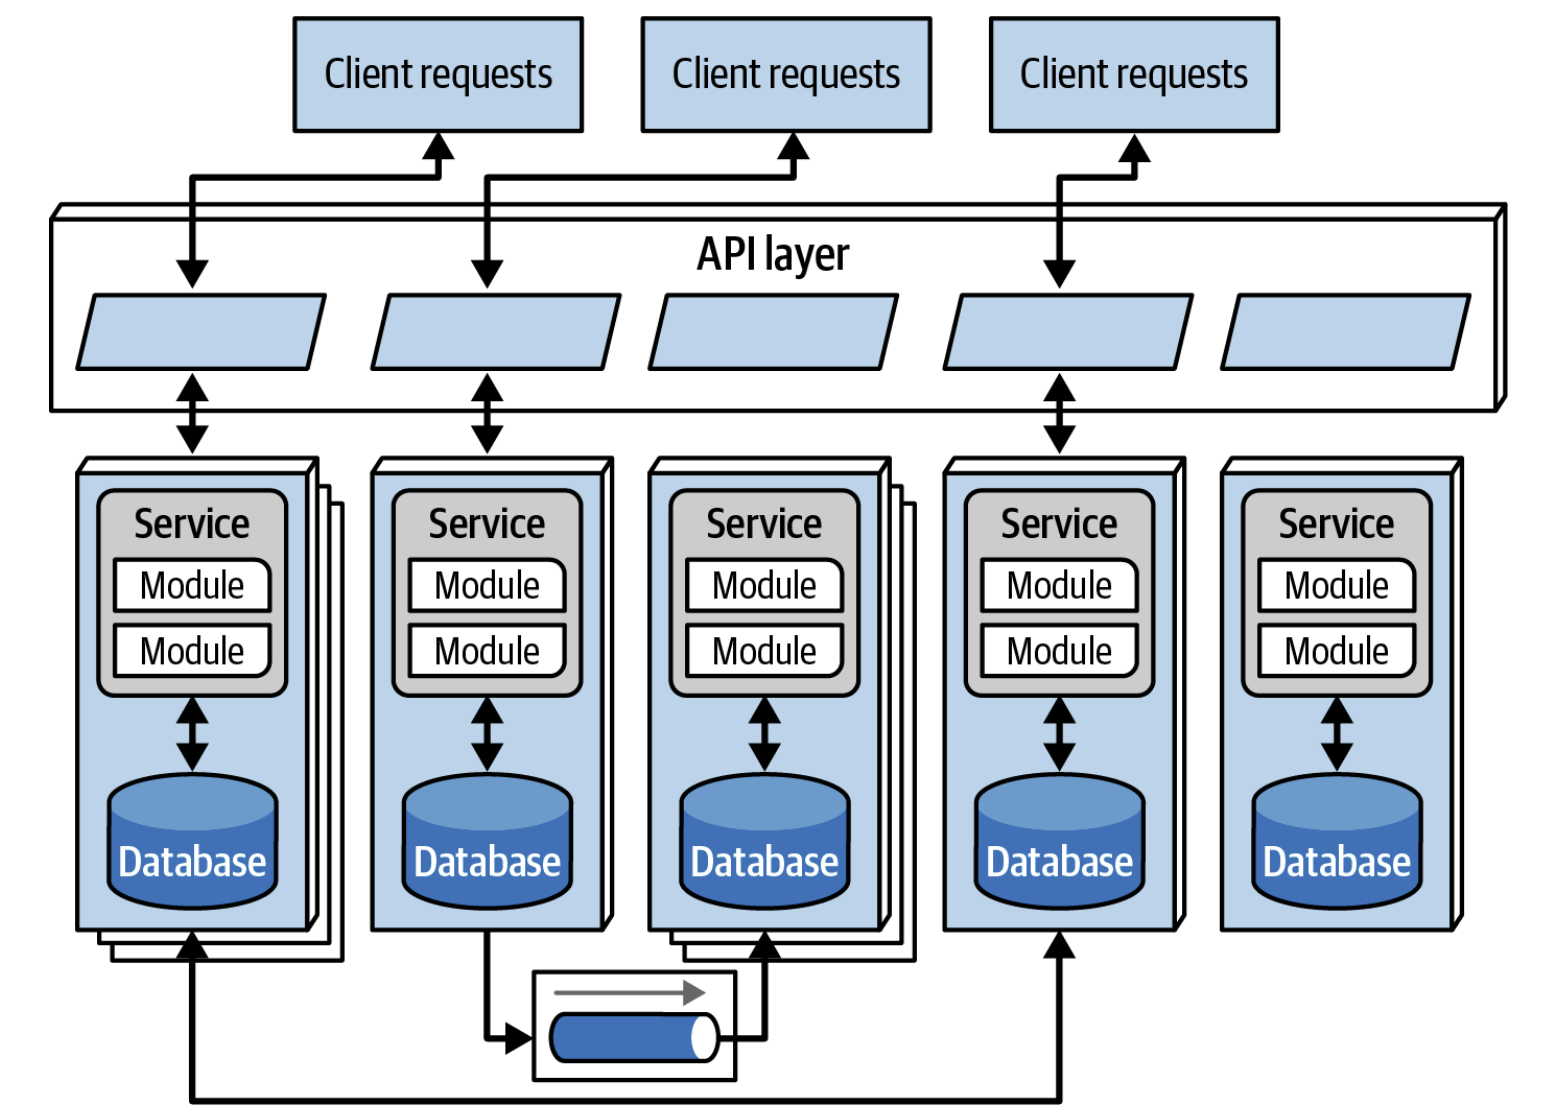 Client requests
Client requests
Client requests
API layer
Service
Module
Module
Database
Service
Module
Module
Database
Service
Module
Module
Database
Service
Module
Module
Database
Service
Module
Module
Database